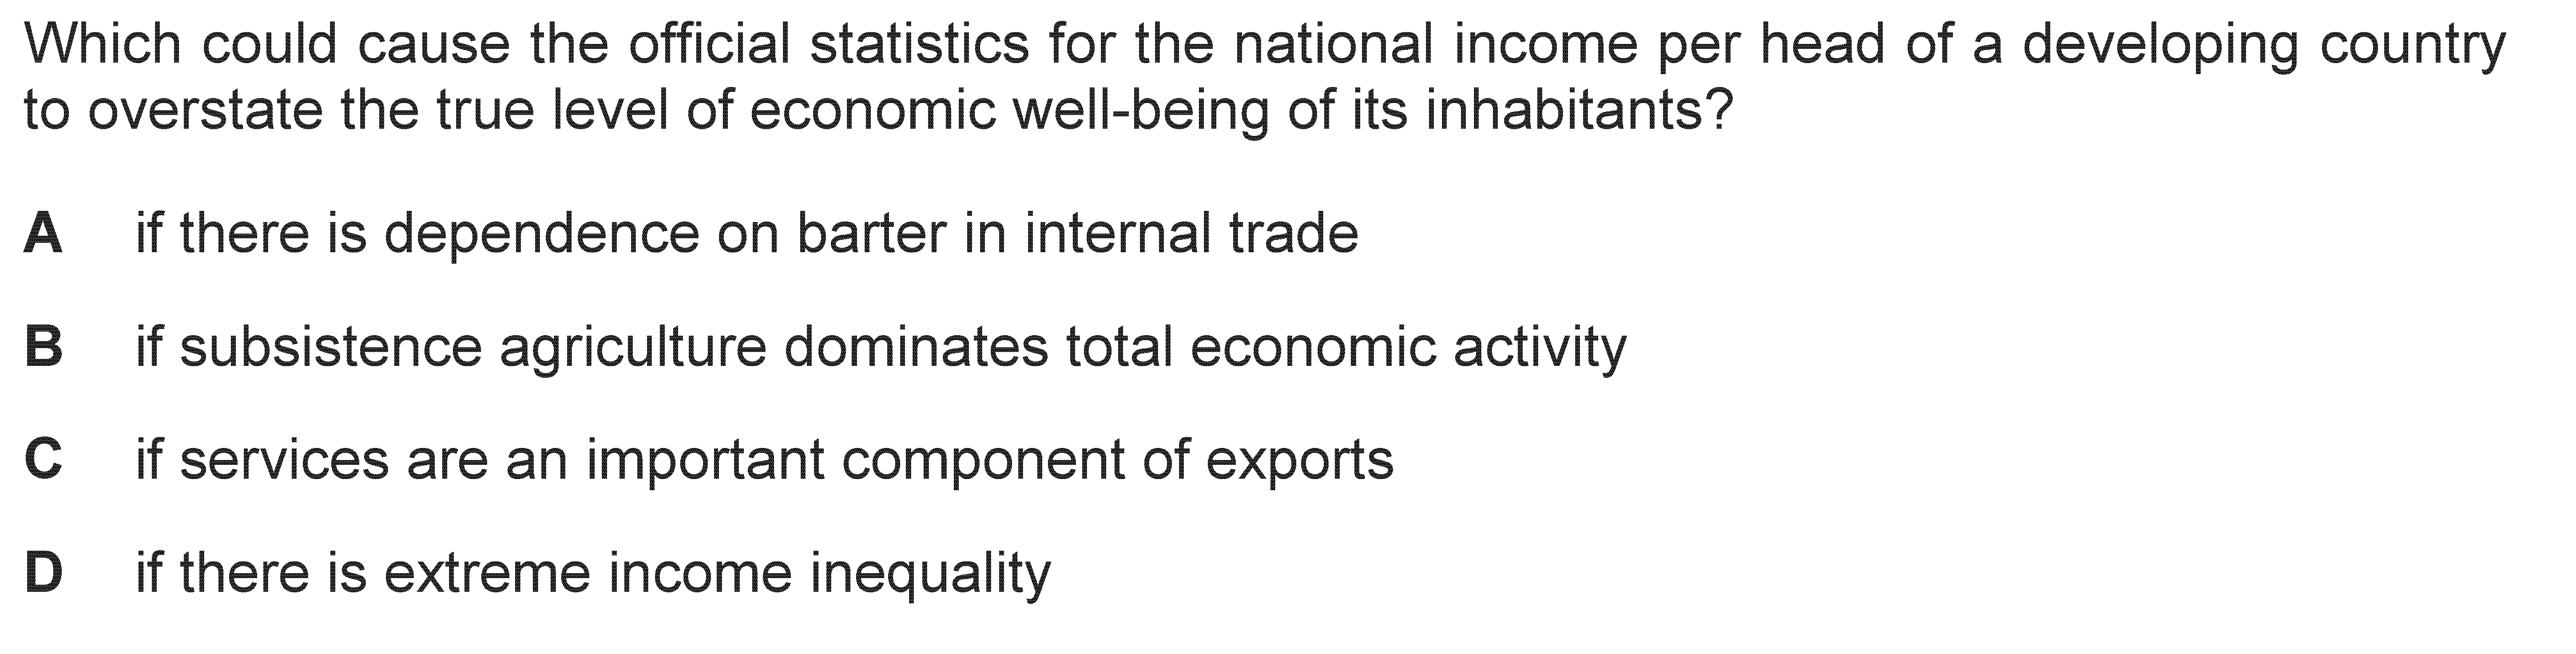 Which could cause the official statistics for the national income per head of a developing country
to overstate the true level of economic well-being of its inhabitants?
A if there is dependence on barter in internal trade
B if subsistence agriculture dominates total economic activity
C if services are an important component of exports
D if there is extreme income inequality